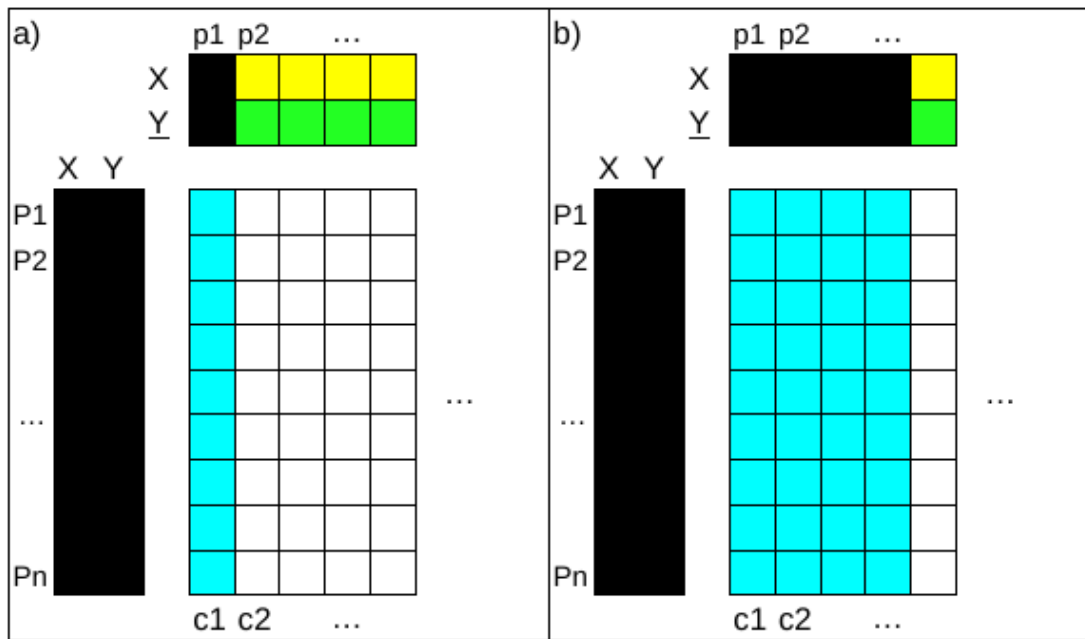 a)
p1 p2 ...
X
Y
X Y
P1
P2
...
...
Pn
c1 c2 ...
b)
p1 p2 ...
X
Y
X Y
P1
P2
...
...
Pn
c1 c2 ...